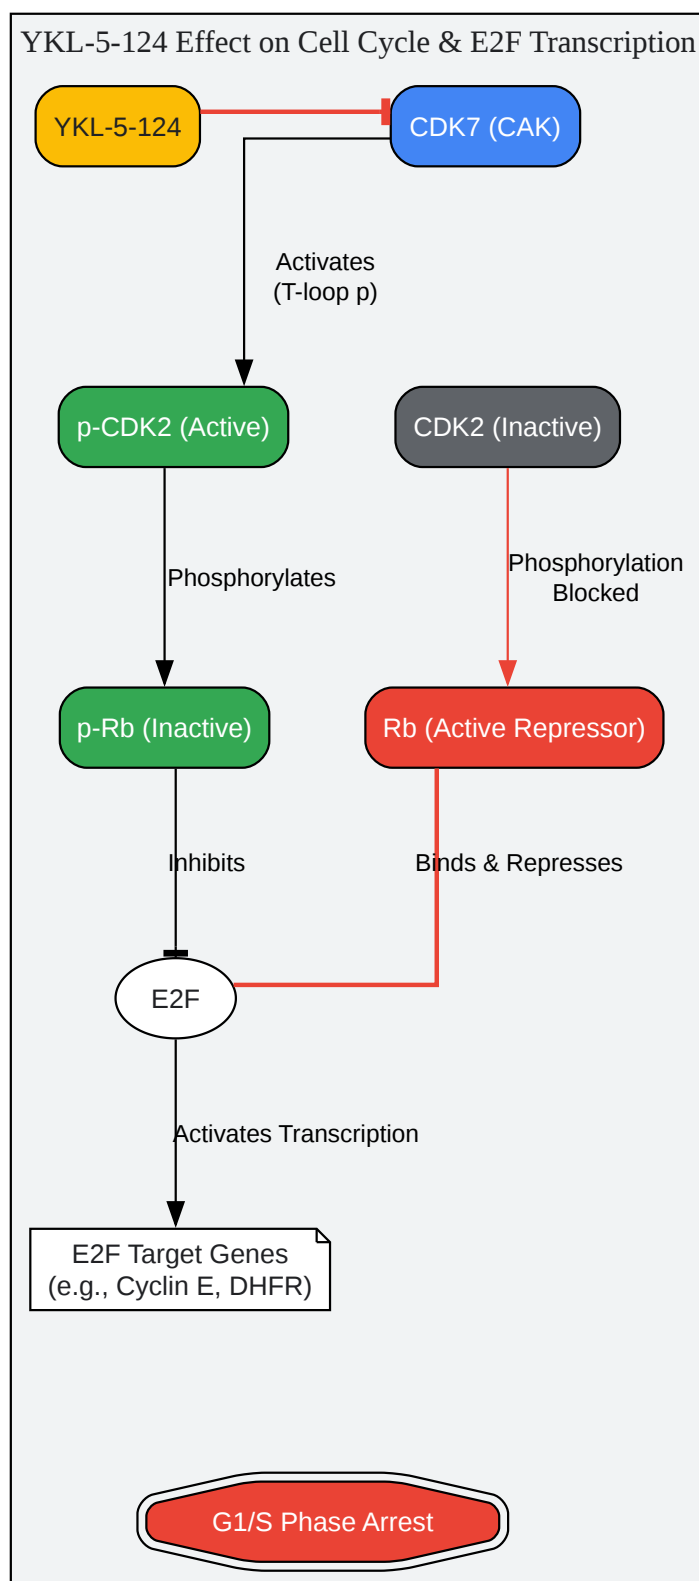 YKL-5-124 Effect on Cell Cycle & E2F Transcription
YKL-5-124
CDK7 (CAK)
Activates
(T-loop p)
p-CDK2 (Active)
CDK2 (Inactive)
Phosphorylates
Phosphorylation
Blocked
p-Rb (Inactive)
Rb (Active Repressor)
Inhibits
Binds & Represses
E2F
Activates Transcription
E2F Target Genes
(e.g., Cyclin E, DHFR)
G1/S Phase Arrest